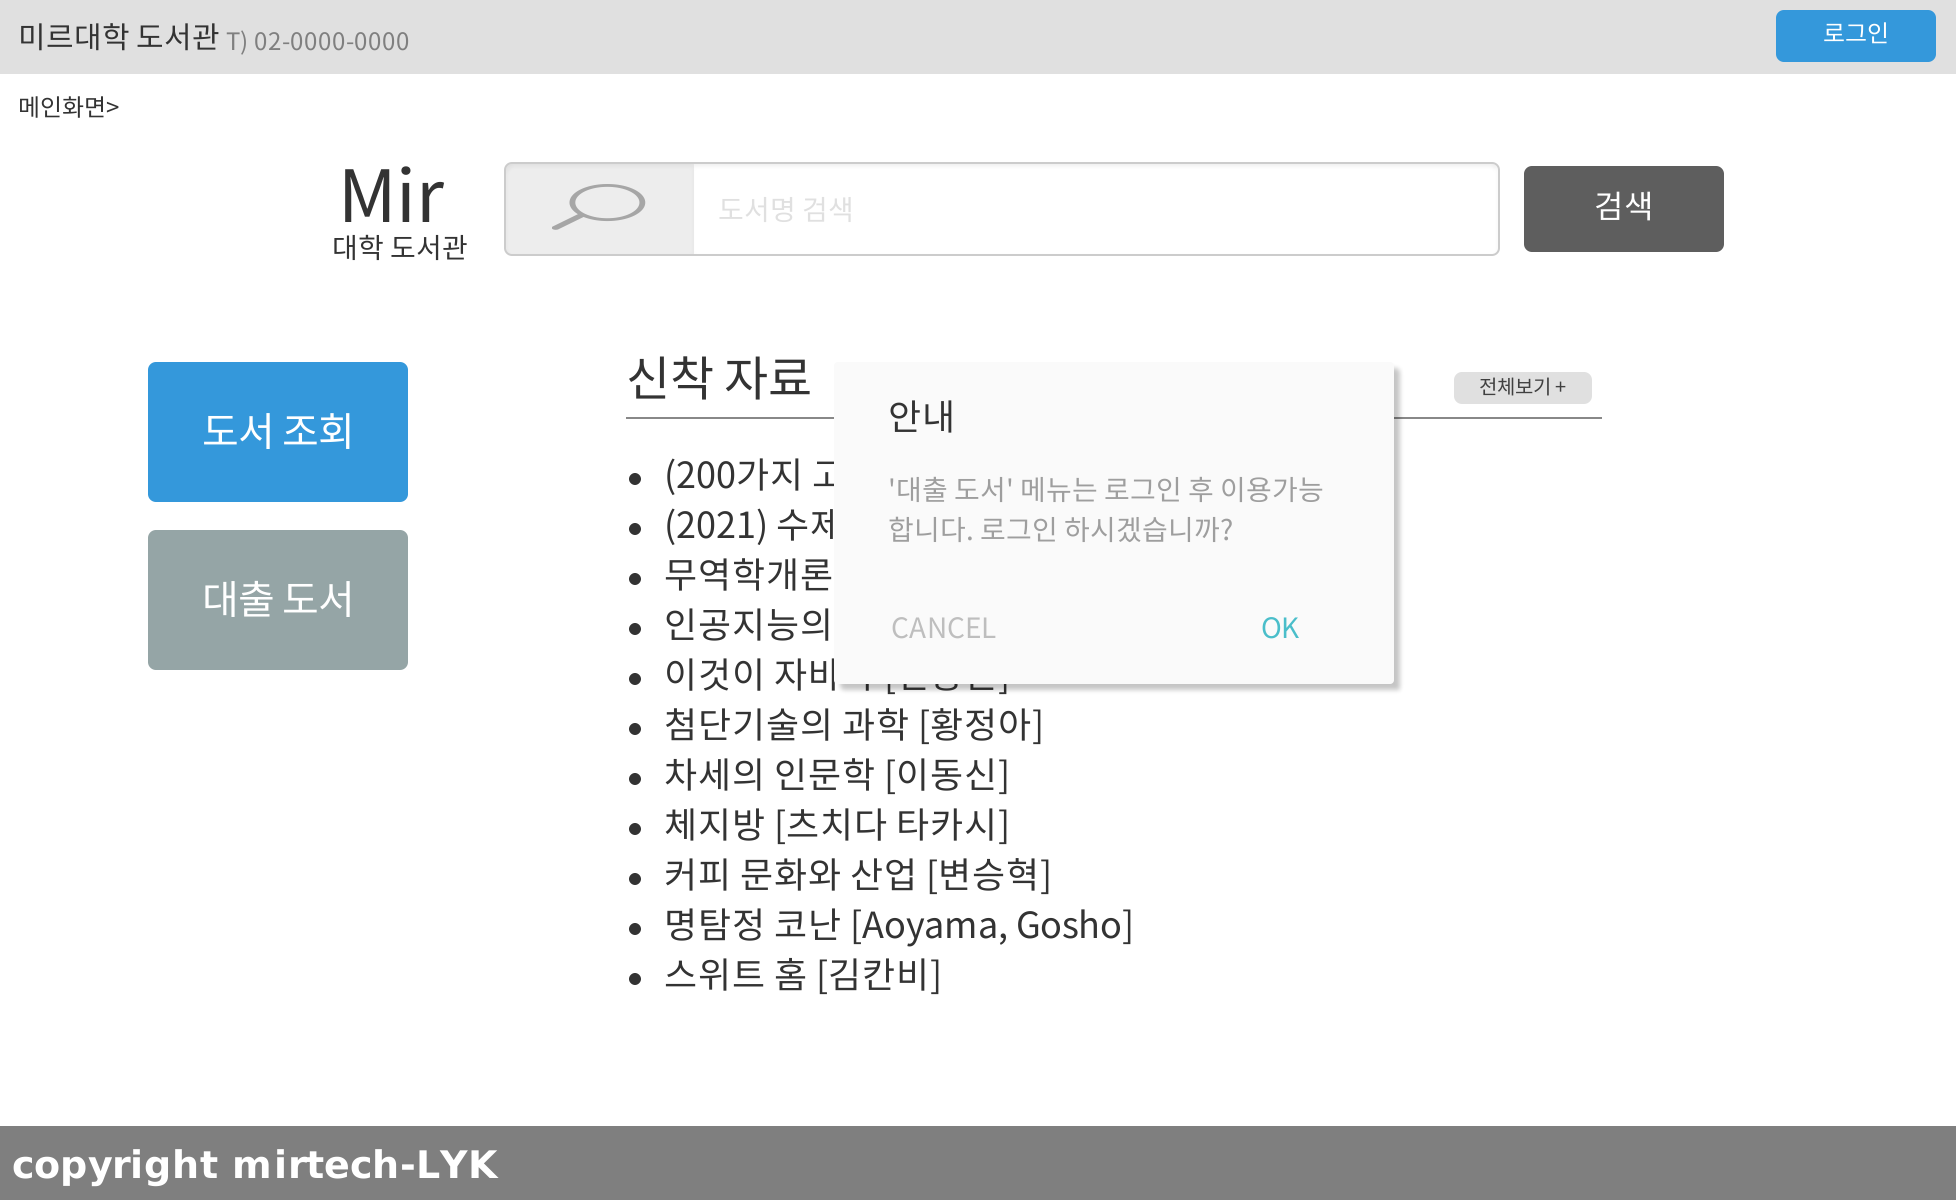 미르대학 도서관 T) 02-0000-0000
로그인
메인화면>
Mir
대학 도서관
도서명 검색
검색
도서 조회
대출 도서
신착 자료
전체보기 +
(200가지
(2021) 수제
무역학개론
인공지능의
이것이 자바
첨단기술의 과학 [황정아]
차세의 인문학 [이동신]
체지방 [츠치다 타카시]
커피 문화와 산업 [변승혁]
명탐정 코난 [Aoyama, Gosho]
스위트 홈 [김칸비]
안내
'대출 도서' 메뉴는 로그인 후 이용가능
합니다. 로그인 하시겠습니까?
CANCEL
OK
copyright mirtech-LYK